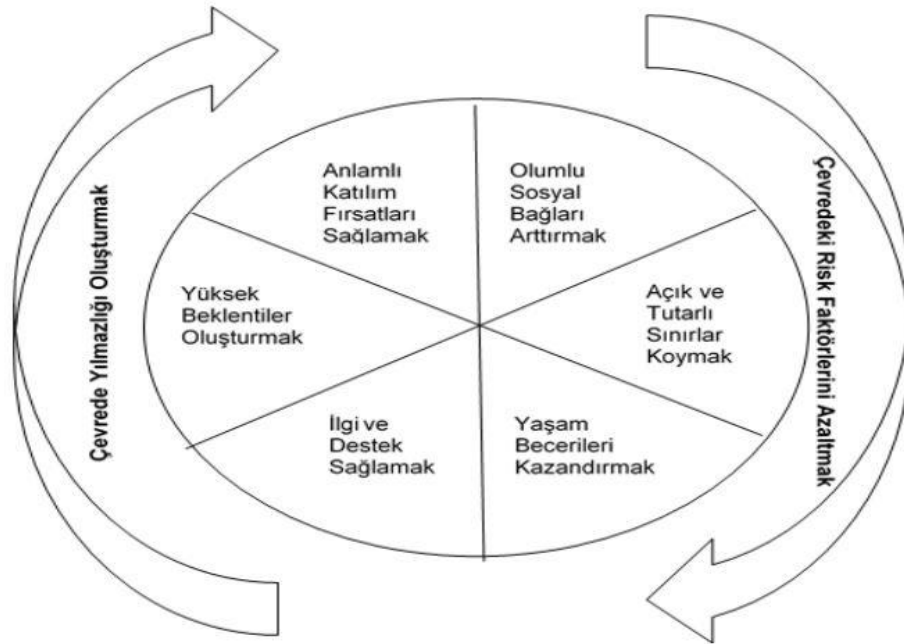 Çevrede Yılmazlığı Oluşturmak
Anlamlı
Katılım
Fırsatları
Sağlamak
Olumlu
Sosyal
Bağları
Arttırmak
Yüksek
Beklentiler
Oluşturmak
Açık ve
Tutarlı
Sınırlar
Koymak
İlgi ve
Destek
Sağlamak
Yaşam
Becerileri
Kazandırmak
Çevredeki Risk Faktörlerini Azaltmak